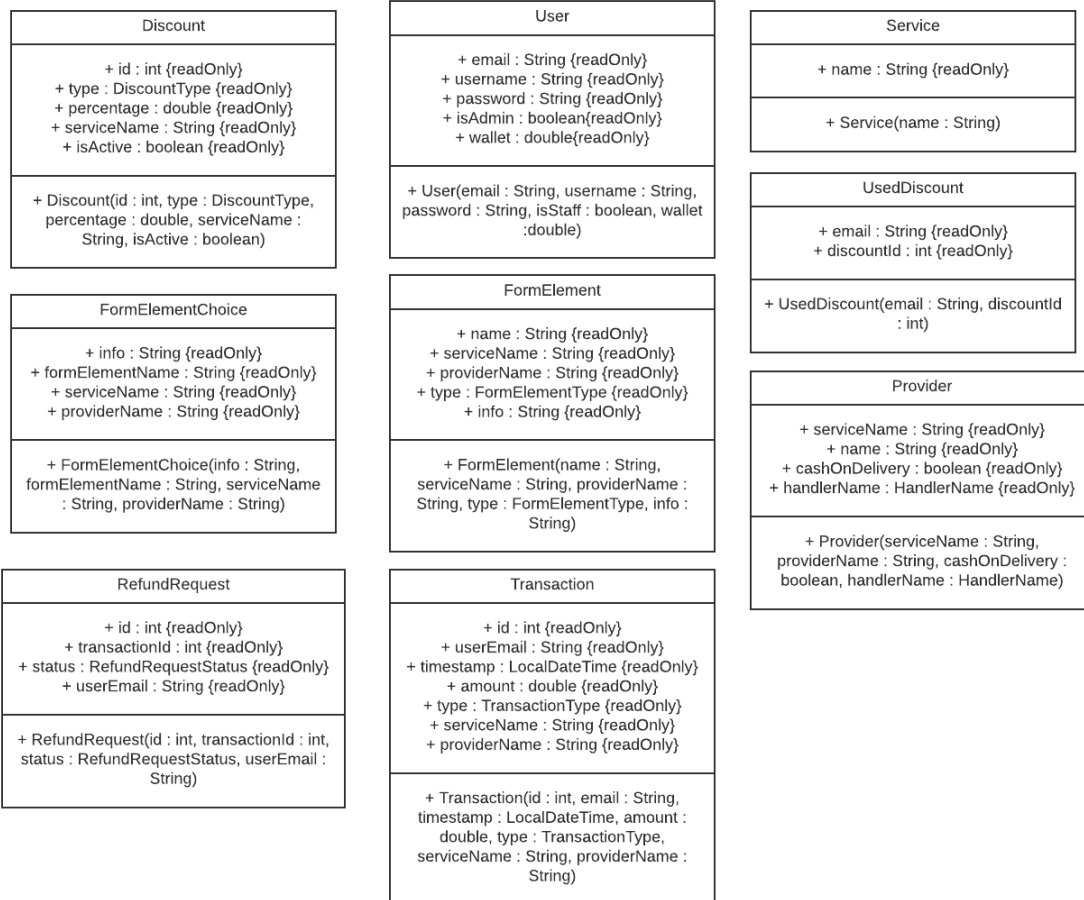 Discount
+ id : int {readOnly}
+ type : DiscountType {readOnly}
+ percentage : double {readOnly}
+ serviceName : String {readOnly}
+ isActive : boolean {readOnly}
+ Discount(id : int, type : DiscountType,
percentage : double, serviceName :
String, isActive : boolean)
User
+ email : String {readOnly}
+ username : String {readOnly}
+ password : String {readOnly}
+ isAdmin : boolean{readOnly}
+ wallet : double{readOnly}
+ User(email : String, username : String,
password : String, isStaff : boolean, wallet
:double)
Service
+ name : String {readOnly}
+ Service(name : String)
UsedDiscount
+ email : String {readOnly}
+ discountId : int {readOnly}
+ UsedDiscount(email : String, discountId
: int)
FormElementChoice
+ info : String {readOnly}
+ formElementName : String {readOnly}
+ serviceName : String {readOnly}
+ providerName : String {readOnly}
+ FormElementChoice(info : String,
formElementName : String, serviceName
: String, providerName : String)
FormElement
+ name : String {readOnly}
+ serviceName : String {readOnly}
+ providerName : String {readOnly}
+ type : FormElementType {readOnly}
+ info : String {readOnly}
+ FormElement(name : String,
serviceName : String, providerName :
String, type : FormElementType, info :
String)
Provider
+ serviceName : String {readOnly}
+ name : String {readOnly}
+ cashOnDelivery : boolean {readOnly}
+ handlerName : HandlerName {readOnly}
+ Provider(serviceName : String,
providerName : String, cashOnDelivery :
boolean, handlerName : HandlerName)
RefundRequest
+ id : int {readOnly}
+ transactionId : int {readOnly}
+ status : RefundRequestStatus {readOnly}
+ userEmail : String {readOnly}
+ RefundRequest(id : int, transactionId : int,
status : RefundRequestStatus, userEmail :
String)
Transaction
+ id : int {readOnly}
+ userEmail : String {readOnly}
+ timestamp : LocalDateTime {readOnly}
+ amount : double {readOnly}
+ type : TransactionType {readOnly}
+ serviceName : String {readOnly}
+ providerName : String {readOnly}
+ Transaction(id : int, email : String,
timestamp : LocalDateTime, amount :
double, type : TransactionType,
serviceName : String, providerName :
String)